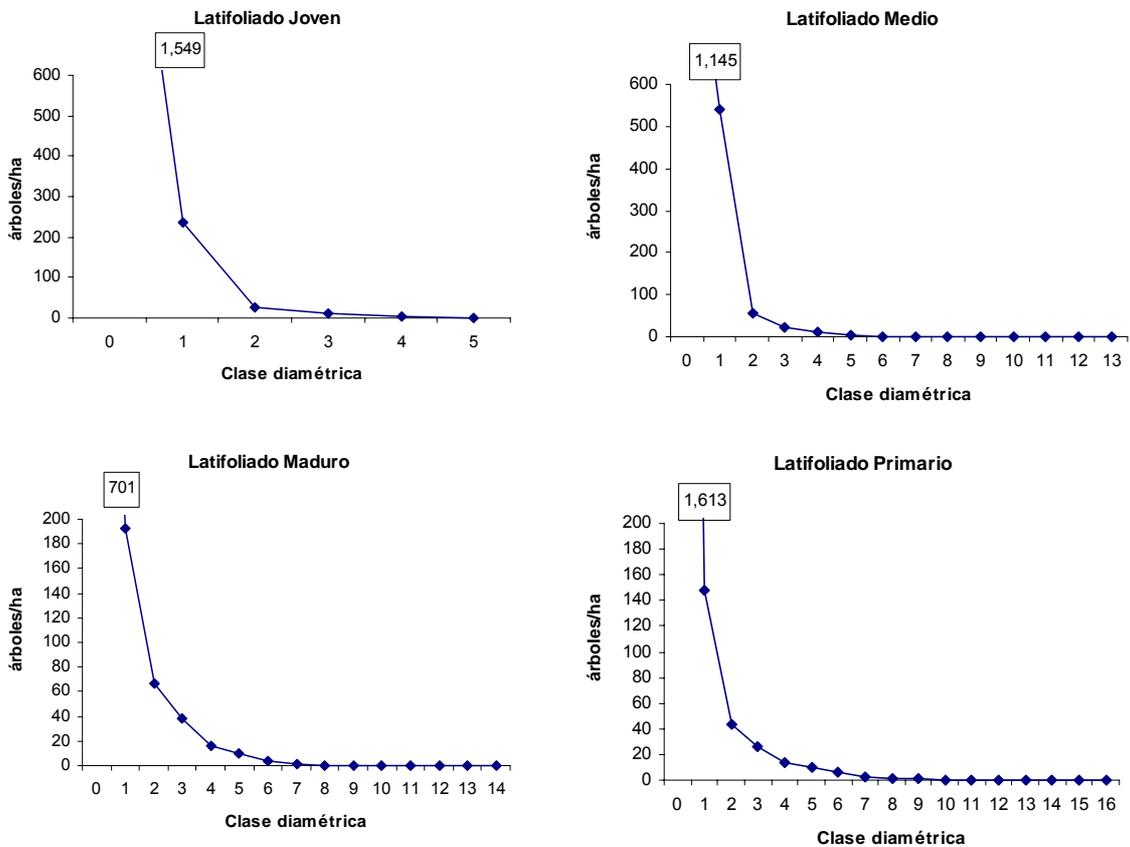 Latifoliado Joven
1,549
600
500
400
300
200
100
0
árboles/ha
0 1 2 3 4 5
Clase diamétrica
Latifoliado Medio
1,145
600
500
400
300
200
100
0
árboles/ha
0 1 2 3 4 5 6 7 8 9 10 11 12 13
Clase diamétrica
Latifoliado Maduro
701
200
180
160
140
120
100
80
60
40
20
0
árboles/ha
0 1 2 3 4 5 6 7 8 9 10 11 12 13 14
Clase diamétrica
Latifoliado Primario
1,613
200
180
160
140
120
100
80
60
40
20
0
árboles/ha
0 1 2 3 4 5 6 7 8 9 10 11 12 13 14 15 16
Clase diamétrica